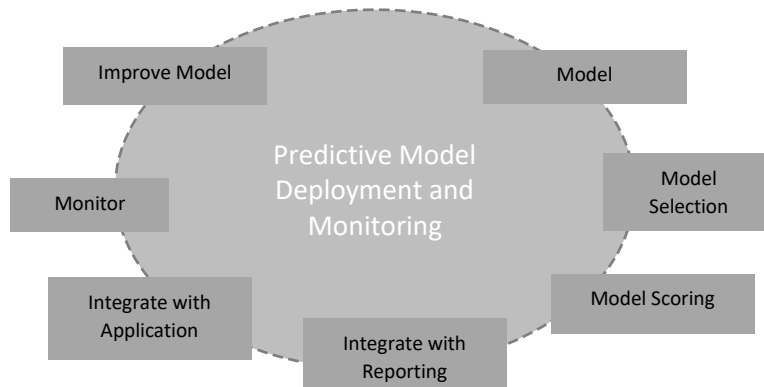 Improve Model
Model
Predictive Model
Deployment and
Monitoring
Monitor
Model
Selection
Integrate with
Application
Model Scoring
Integrate with
Reporting